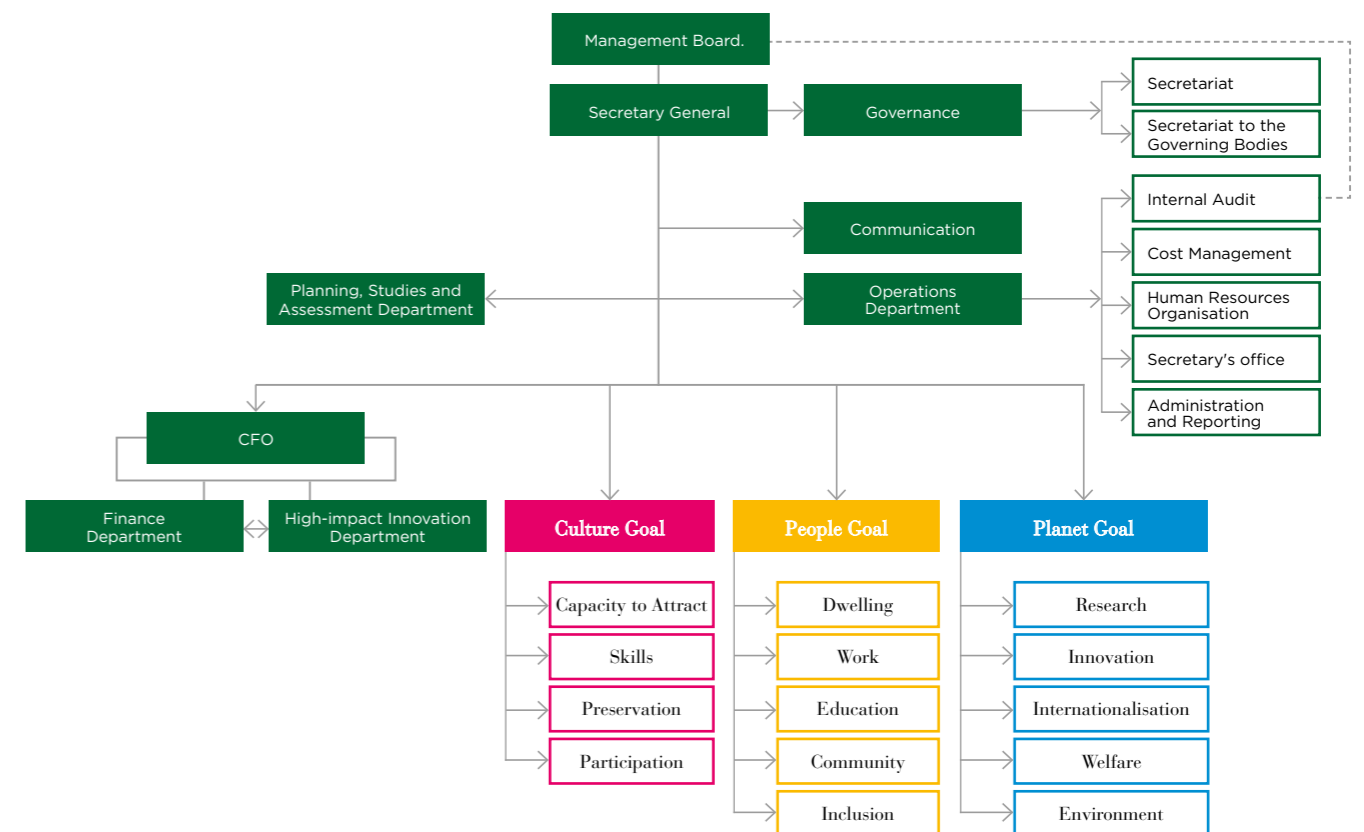 Management Board.
Secretary General
Governance
Secretariat
Secretariat to the
Governing Bodies
Communication
Planning, Studies and
Assessment Department
Operations
Department
Internal Audit
Cost Management
Human Resources
Organisation
Secretary's office
Administration
and Reporting
CFO
Finance
Department
High-impact Innovation
Department
Culture Goal
Capacity to Attract
Skills
Preservation
Participation
People Goal
Dwelling
Work
Education
Community
Inclusion
Planet Goal
Research
Innovation
Internationalisation
Welfare
Environment